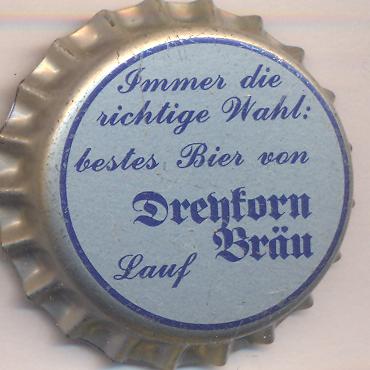 Immer die
richtige Wahl:
bestes Bier von
Dreykorn
Bräu
Lauf